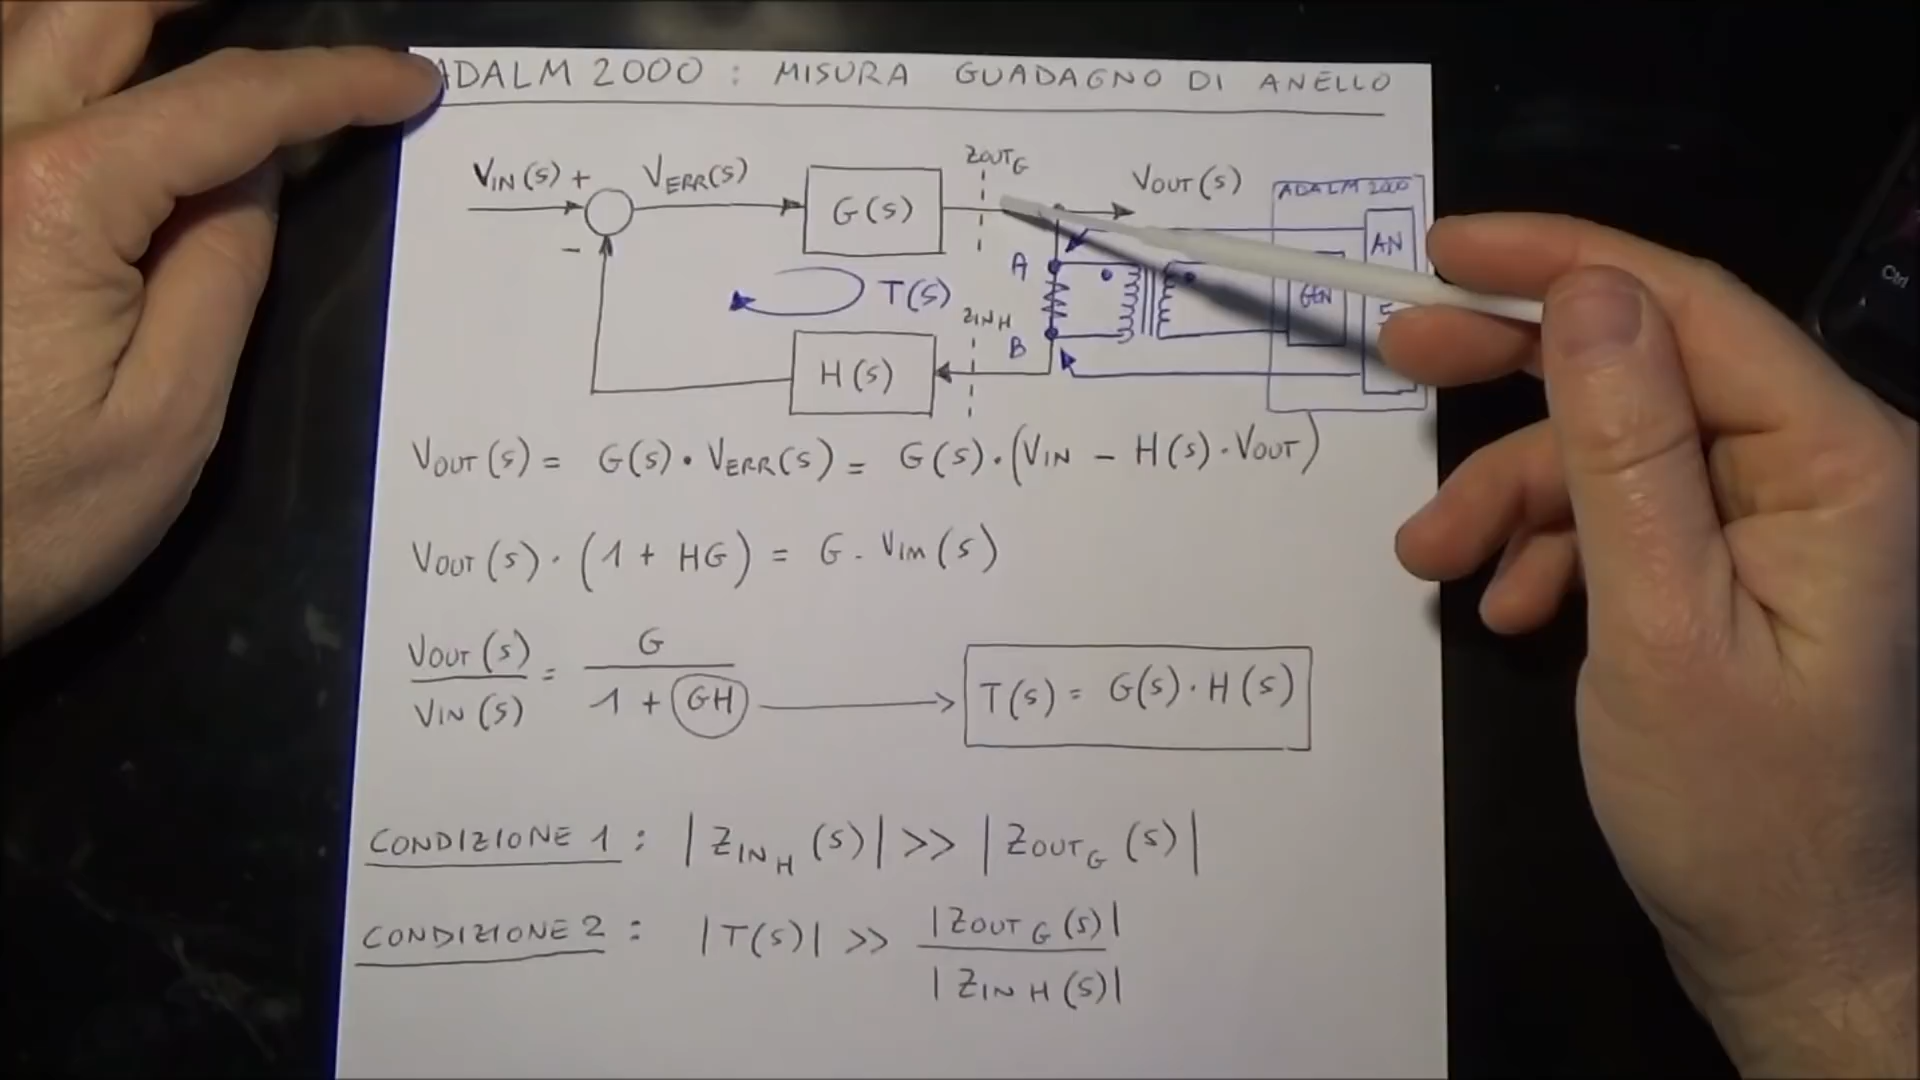 ADALM 2000 : MISURA GUADAGNO DI ANELLO
VIN(s) + VERR(s) G(s) ZOUTG VOUT(s) ADALM 2000
AN
-
A
T(s) GEN
ZINH
B
H(s)
VOUT(s) = G(s) · VERR(s) = G(s) · (VIN - H(s) · VOUT)
VOUT(s) · (1 + HG) = G · VIN(s)
VOUT(s) / VIN(s) = G / 1 + GH → T(s) = G(s) · H(s)
CONDIZIONE 1 : |ZINH(s)| >> |ZOUTG(s)|
CONDIZIONE 2 : |T(s)| >> |ZOUTG(s)| / |ZINH(s)|
Ctrl